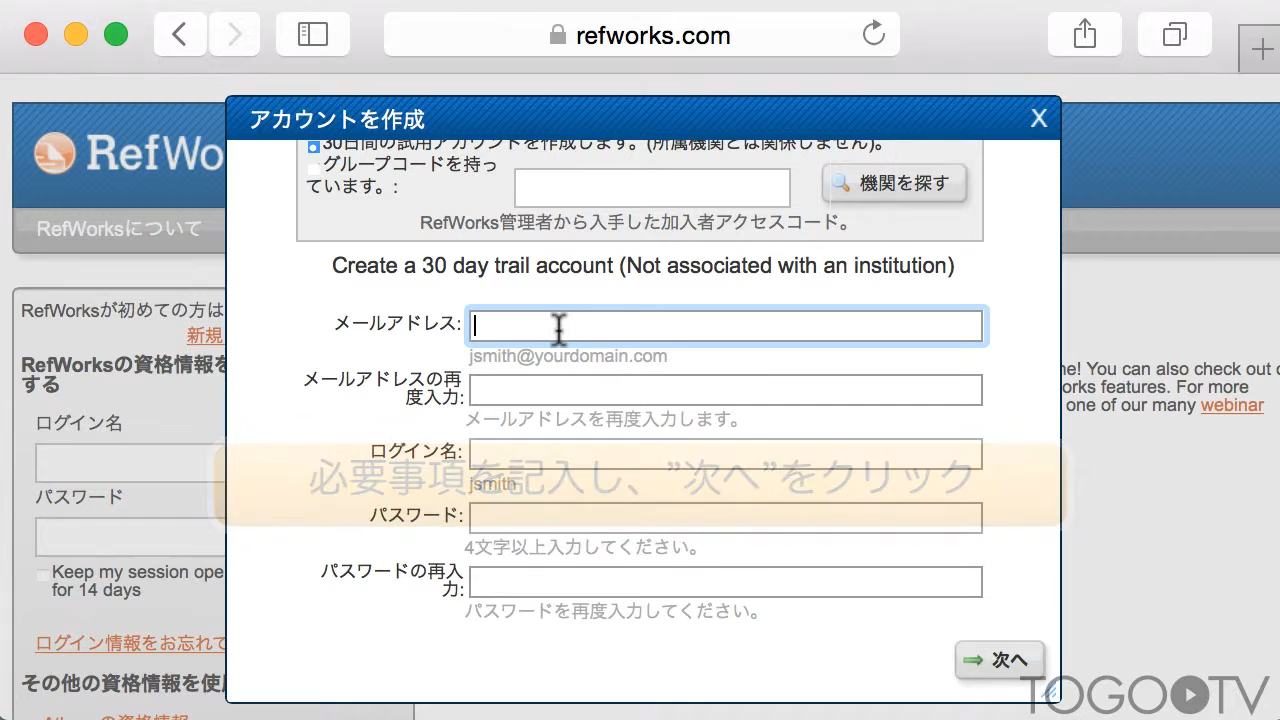 refworks.com
アカウントを作成
X
30日間の試用アカウントを作成します。(所属機関とは関係しません)。
グループコードを持っ
ています。:
機関を探す
RefWorks管理者から入手した加入者アクセスコード。
Create a 30 day trail account (Not associated with an institution)
メールアドレス:
jsmith@yourdomain.com
メールアドレスの再
度入力:
メールアドレスを再度入力します。
ログイン名:
必要事項を記入し、"次へ"をクリック
jsmith
パスワード:
4文字以上入力してください。
パスワードの再入
力:
パスワードを再度入力してください。
次へ
RefWo
RefWorksについて
RefWorksが初めての方は
新規
RefWorksの資格情報を
する
ログイン名
パスワード
Keep my session ope
for 14 days
ログイン情報をお忘れて
その他の資格情報を使
ne! You can also check out o
orks features. For more
one of our many webinar
TOGOTV